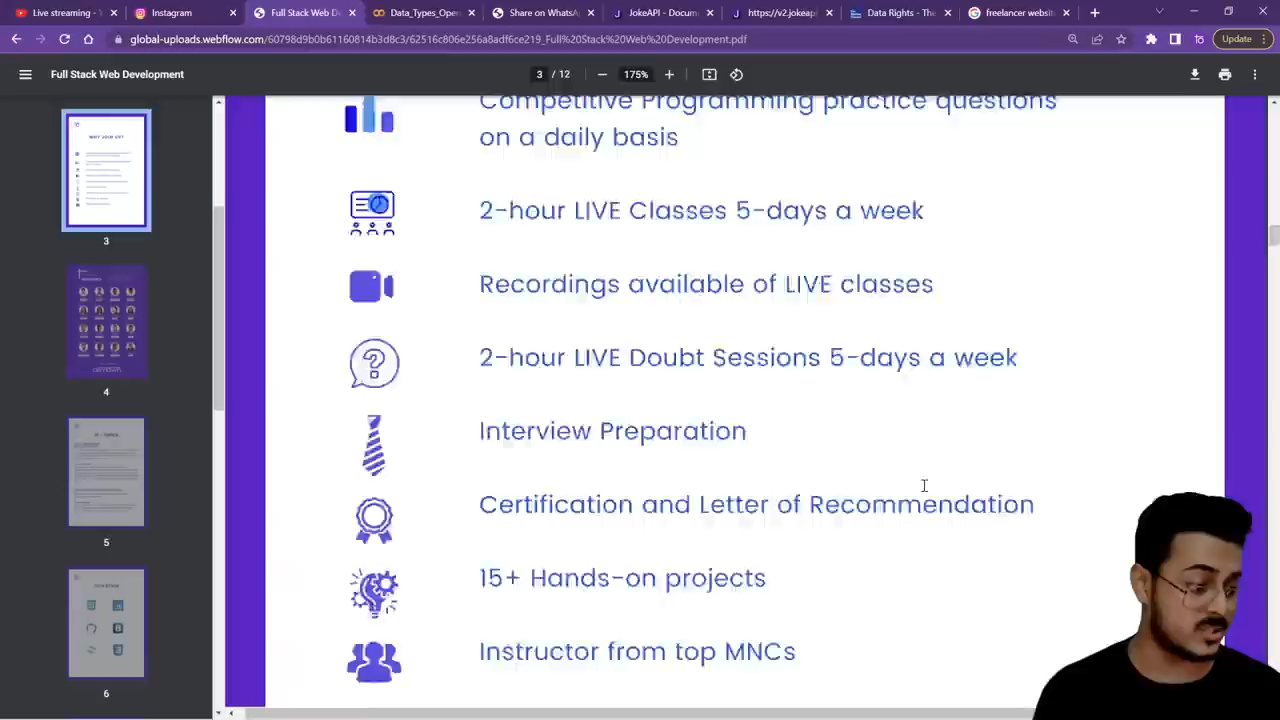 Live streaming - Y
Instagram
Full Stack Web D
Data_Types_Oper
Share on WhatsA
JokeAPI - Docum
https://v2.jokeapi
Data Rights - The
freelancer websit
global-uploads.webflow.com/60798d9b0b61160814b3d8c3/62516c806e256a8adf6ce219_Full%20Stack%20Web%20Development.pdf
Update
Full Stack Web Development
3 / 12
175%
3
4
5
6
Competitive Programming practice questions
on a daily basis
2-hour LIVE Classes 5-days a week
Recordings available of LIVE classes
2-hour LIVE Doubt Sessions 5-days a week
Interview Preparation
Certification and Letter of Recommendation
15+ Hands-on projects
Instructor from top MNCs